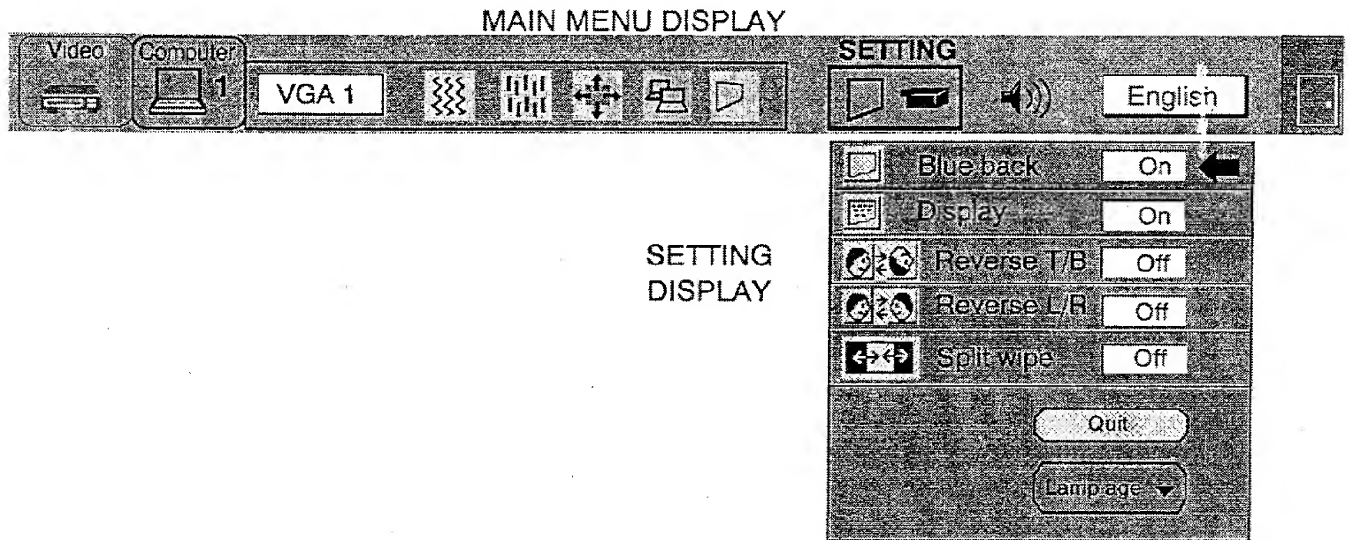 MAIN MENU DISPLAY
Video
Computer
1
VGA 1
SETTING
English
Blue back On
Display On
Reverse T/B Off
Reverse L/R Off
Split wipe Off
SETTING
DISPLAY
Quit
Lamp age